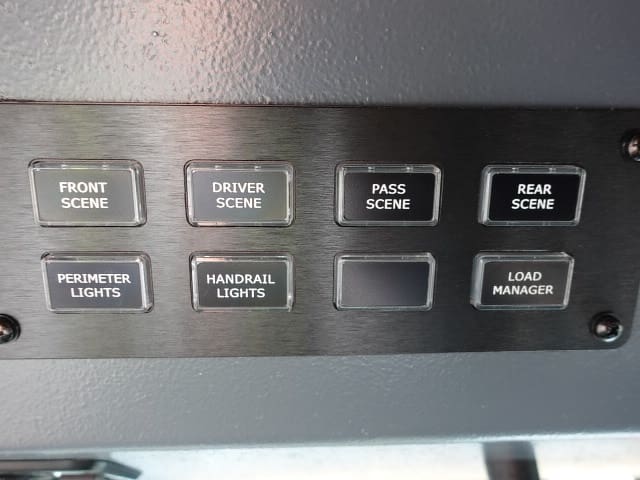 FRONT
SCENE
DRIVER
SCENE
PASS
SCENE
REAR
SCENE
PERIMETER
LIGHTS
HANDRAIL
LIGHTS
LOAD
MANAGER